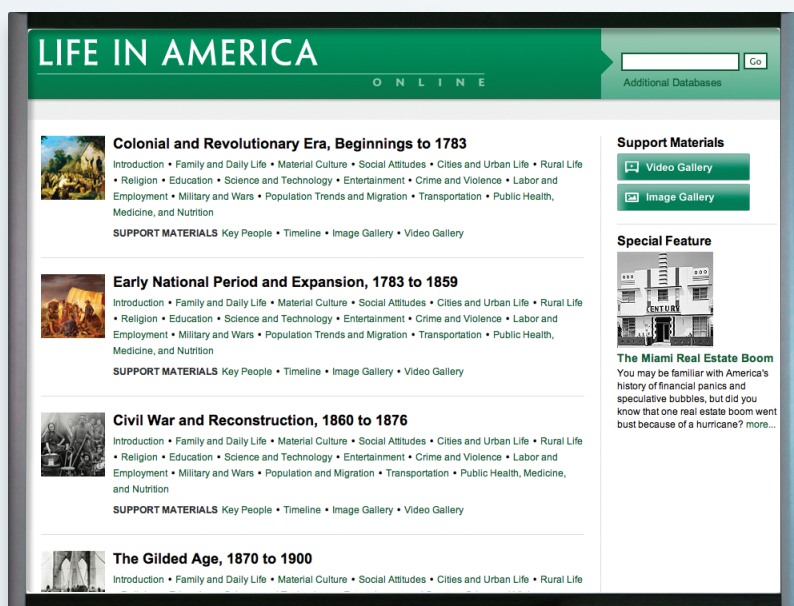 LIFE IN AMERICA
ONLINE
Go
Additional Databases
Colonial and Revolutionary Era, Beginnings to 1783
Introduction • Family and Daily Life • Material Culture • Social Attitudes • Cities and Urban Life • Rural Life
• Religion • Education • Science and Technology • Entertainment • Crime and Violence • Labor and
Employment • Military and Wars • Population Trends and Migration • Transportation • Public Health,
Medicine, and Nutrition
SUPPORT MATERIALS Key People • Timeline • Image Gallery • Video Gallery
Early National Period and Expansion, 1783 to 1859
Introduction • Family and Daily Life • Material Culture • Social Attitudes • Cities and Urban Life • Rural Life
• Religion • Education • Science and Technology • Entertainment • Crime and Violence • Labor and
Employment • Military and Wars • Population Trends and Migration • Transportation • Public Health,
Medicine, and Nutrition
SUPPORT MATERIALS Key People • Timeline • Image Gallery • Video Gallery
Civil War and Reconstruction, 1860 to 1876
Introduction • Family and Daily Life • Material Culture • Social Attitudes • Cities and Urban Life • Rural Life
• Religion • Education • Science and Technology • Entertainment • Crime and Violence • Labor and
Employment • Military and Wars • Population and Migration • Transportation • Public Health, Medicine,
and Nutrition
SUPPORT MATERIALS Key People • Timeline • Image Gallery • Video Gallery
The Gilded Age, 1870 to 1900
Introduction • Family and Daily Life • Material Culture • Social Attitudes • Cities and Urban Life • Rural Life
Support Materials
Video Gallery
Image Gallery
Special Feature
CENTURY
The Miami Real Estate Boom
You may be familiar with America's
history of financial panics and
speculative bubbles, but did you
know that one real estate boom went
bust because of a hurricane? more...